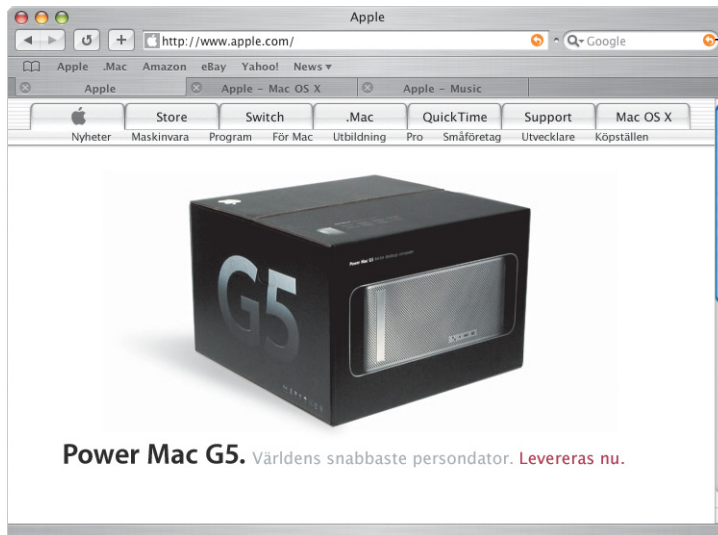 Apple
http://www.apple.com/
Google
Apple .Mac Amazon eBay Yahoo! News
Apple Apple – Mac OS X Apple – Music
Store Switch .Mac QuickTime Support Mac OS X
Nyheter Maskinvara Program För Mac Utbildning Pro Småföretag Utvecklare Köpställen
Power Mac G5
G5
Power Mac G5. Världens snabbaste persondator. Levereras nu.